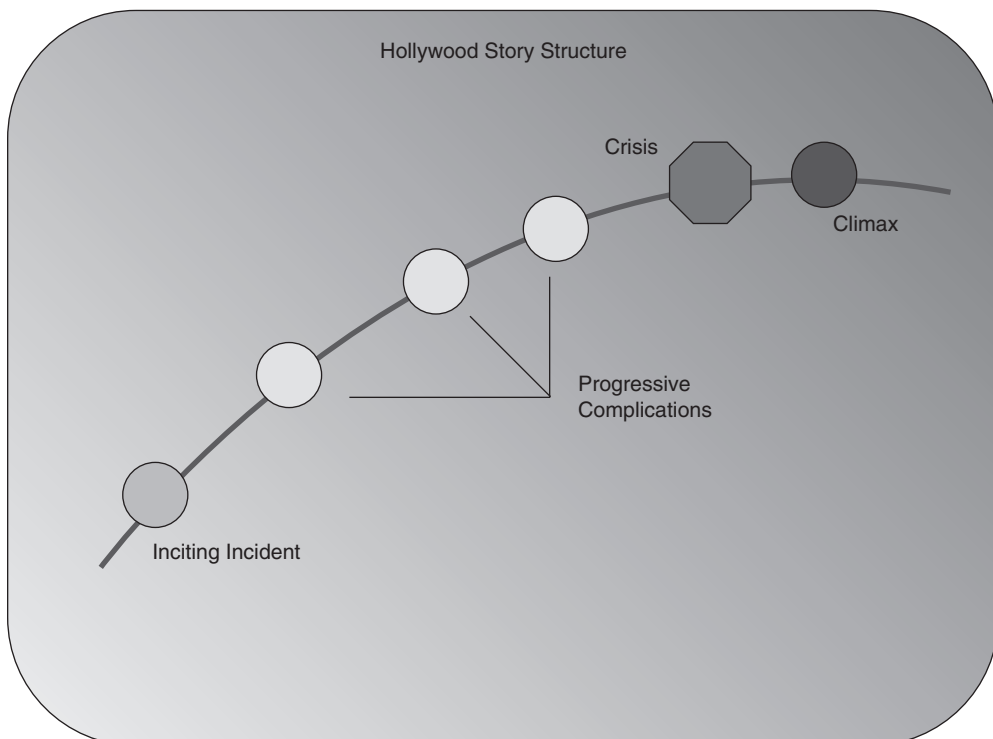 Hollywood Story Structure
Crisis
Climax
Progressive
Complications
Inciting Incident